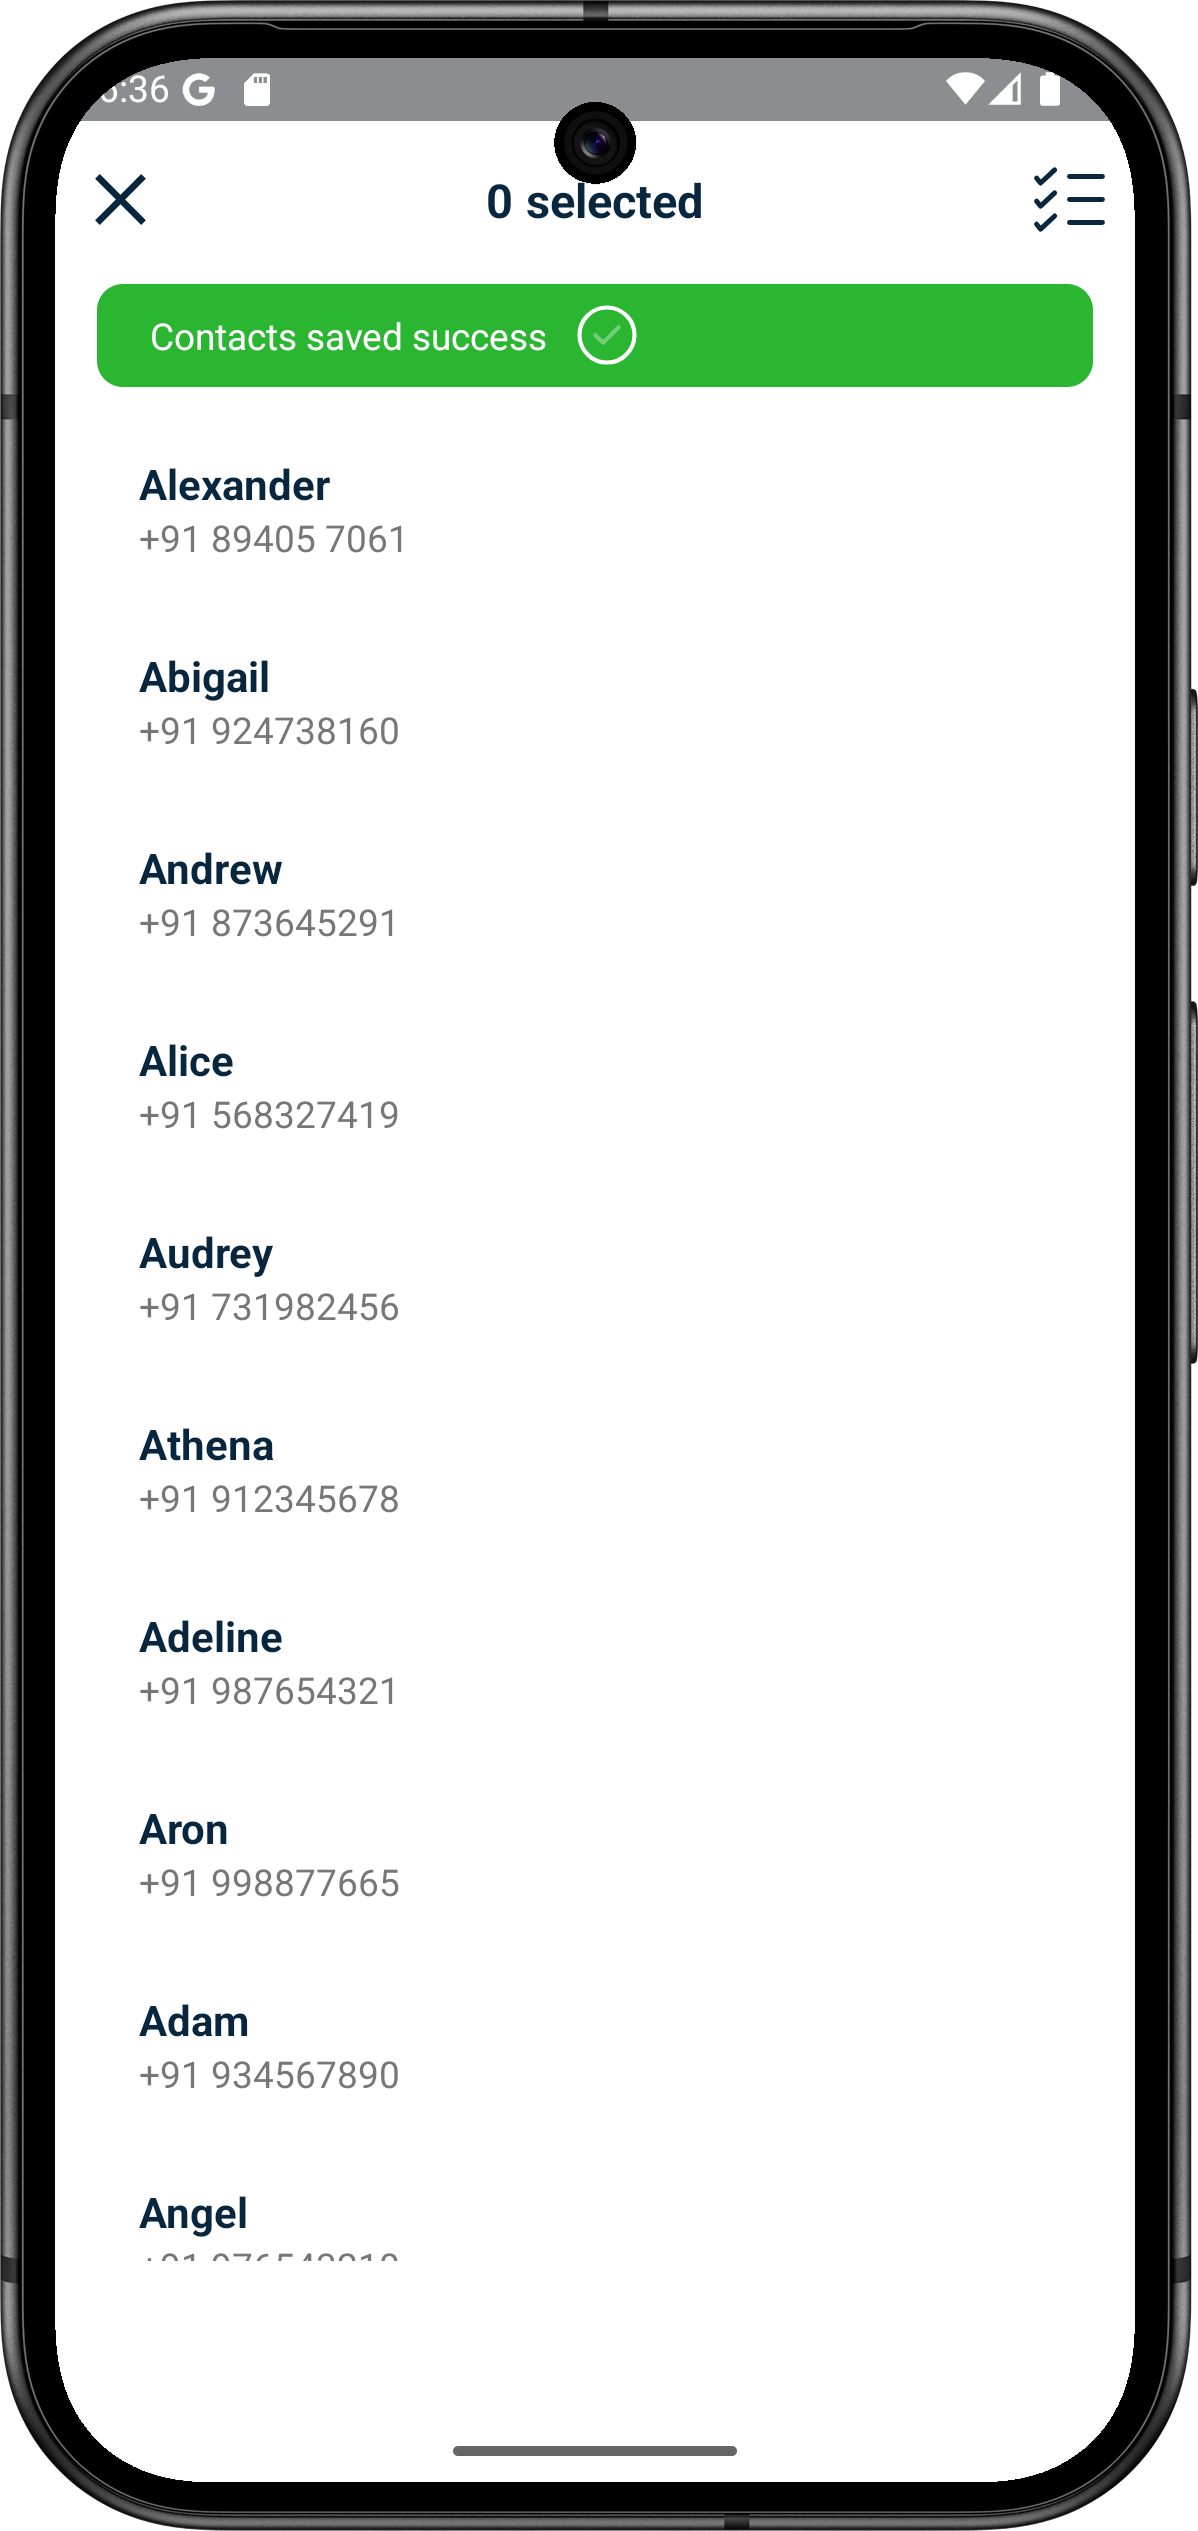 :36
0 selected
Contacts saved success
Alexander
+91 89405 7061
Abigail
+91 924738160
Andrew
+91 873645291
Alice
+91 568327419
Audrey
+91 731982456
Athena
+91 912345678
Adeline
+91 987654321
Aron
+91 998877665
Adam
+91 934567890
Angel